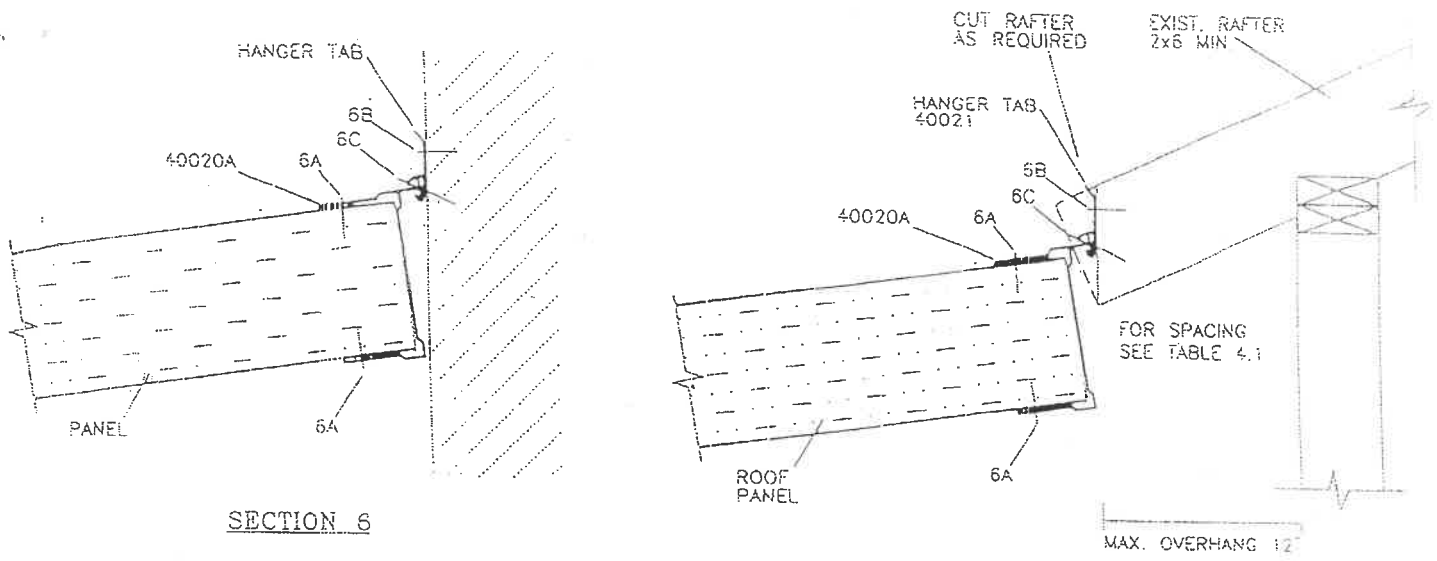 HANGER TAB
6B
6C
40020A
6A
PANEL
6A
SECTION 6
CUT RAFTER
AS REQUIRED
EXIST. RAFTER
2x6 MIN
HANGER TAB
40021
6B
6C
40020A
6A
FOR SPACING
SEE TABLE 4.1
ROOF
PANEL
6A
MAX. OVERHANG 12"